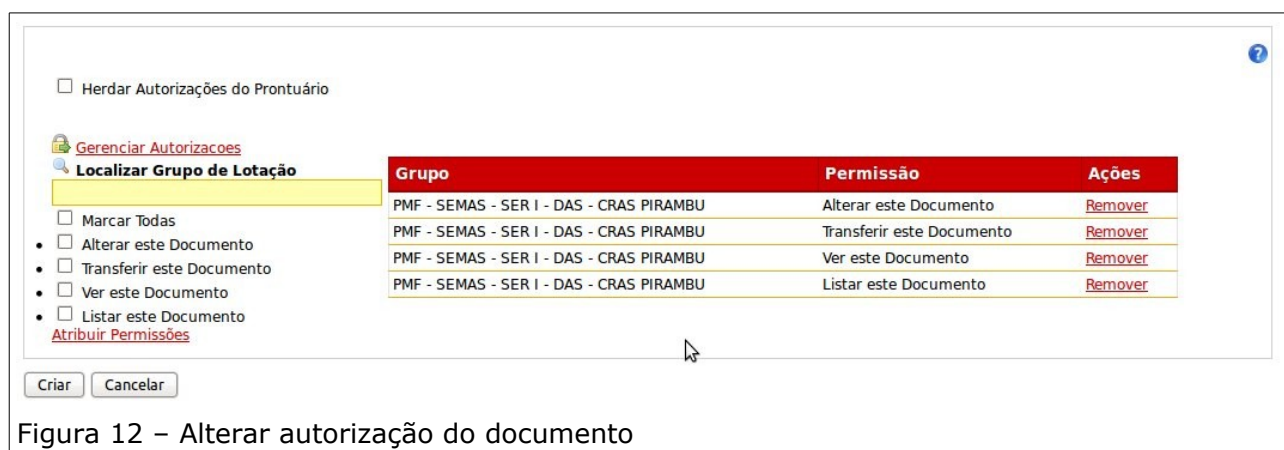 ?
Herdar Autorizações do Prontuário
Gerenciar Autorizacoes
Localizar Grupo de Lotação
Marcar Todas
Alterar este Documento
Transferir este Documento
Ver este Documento
Listar este Documento
Atribuir Permissões
Grupo Permissão Ações
PMF - SEMAS - SER I - DAS - CRAS PIRAMBU Alterar este Documento Remover
PMF - SEMAS - SER I - DAS - CRAS PIRAMBU Transferir este Documento Remover
PMF - SEMAS - SER I - DAS - CRAS PIRAMBU Ver este Documento Remover
PMF - SEMAS - SER I - DAS - CRAS PIRAMBU Listar este Documento Remover
Criar Cancelar
Figura 12 – Alterar autorização do documento